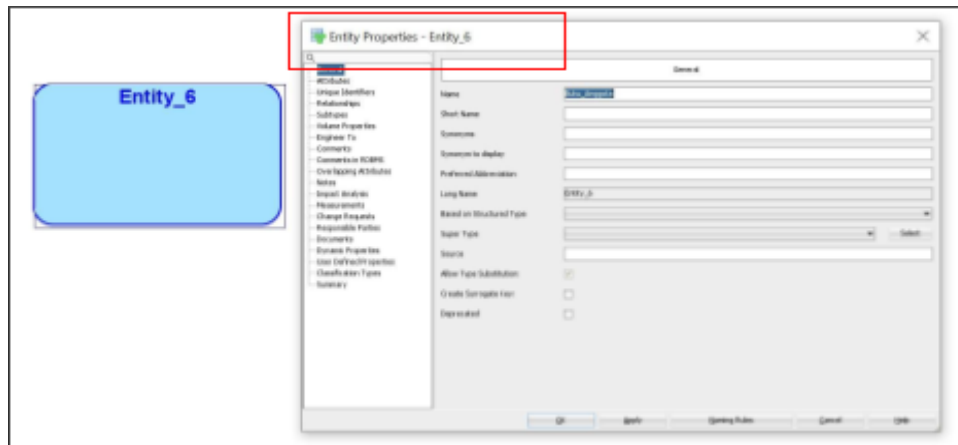 Entity_6
Entity Properties - Entity_6
General
Attributes
Unique Identifiers
Relationships
Subtypes
Volume Properties
Engineer To
Comments
Comments in RDBMS
Overlapping Attributes
Notes
Impact Analysis
Measurements
Change Requests
Responsible Parties
Documents
Dynamic Properties
User Defined Properties
Classification Types
Summary
General
Name
Short Name
Synonyms
Synonym to display
Preferred Abbreviation
Long Name Entity_6
Based on Structured Type
Super Type Select
Source
Allow Type Substitution
Create Surrogate Key
Deprecated
OK Apply Naming Rules Cancel Help